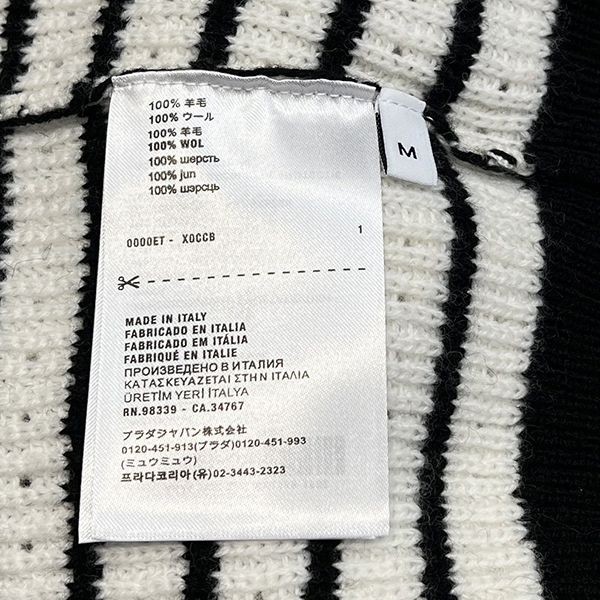 100% 羊毛
100% ウール
100% 羊毛
100% WOL
100% шерсть
100% jun
100% шэрсць
0000ET - X0CCB 1
MADE IN ITALY
FABRICADO EN ITALIA
FABRICADO EM ITÁLIA
FABRIQUÉ EN ITALIE
ПРОИЗВЕДЕНО В ИТАЛИЯ
ΚΑΤΑΣΚΕΥΑΖΕΤΑΙ ΣΤΗΝ ΙΤΑΛΙΑ
ÜRETİM YERİ İTALYA
RN.98339 - CA.34767
プラダジャパン株式会社
0120-451-913(プラダ)0120-451-993
(ミュウミュウ)
프라다코리아(유)02-3443-2323
M